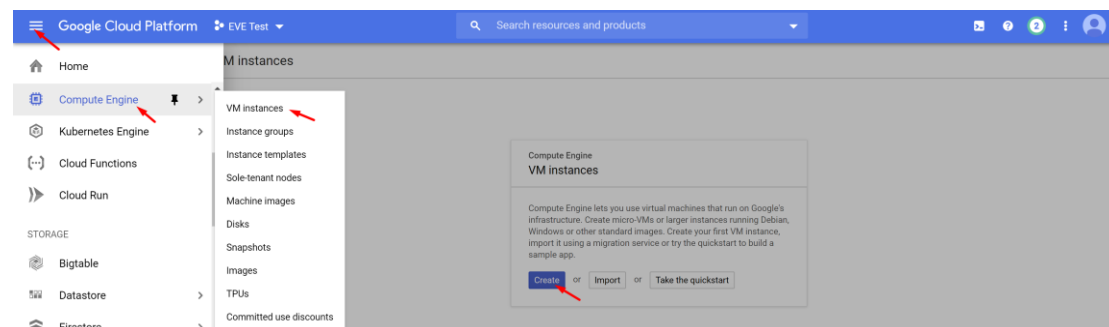 Google Cloud Platform
EVE Test
Search resources and products
2
Home
Compute Engine
Kubernetes Engine
Cloud Functions
Cloud Run
STORAGE
Bigtable
Datastore
Firestore
VM instances
Instance groups
Instance templates
Sole-tenant nodes
Machine images
Disks
Snapshots
Images
TPUs
Committed use discounts
M instances
Compute Engine
VM instances
Compute Engine lets you use virtual machines that run on Google's
infrastructure. Create micro-VMs or larger instances running Debian,
Windows or other standard images. Create your first VM instance,
import it using a migration service or try the quickstart to build a
sample app.
Create or Import or Take the quickstart